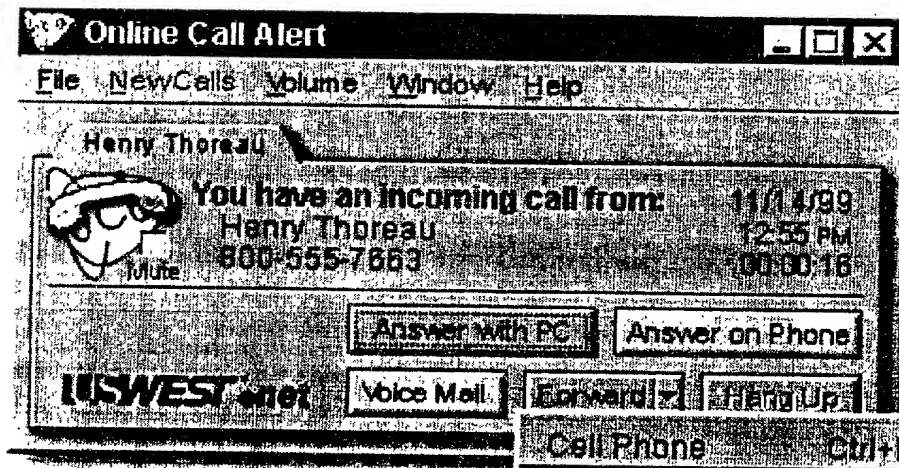 Online Call Alert
File NewCalls Volume Window Help
Henry Thoreau
You have an incoming call from: 11/14/99
Henry Thoreau 12:55 PM
800-555-7663 00:00:16
Mute
Answer with PC Answer on Phone
USWEST.net Voice Mail Forward Hang Up
Cell Phone